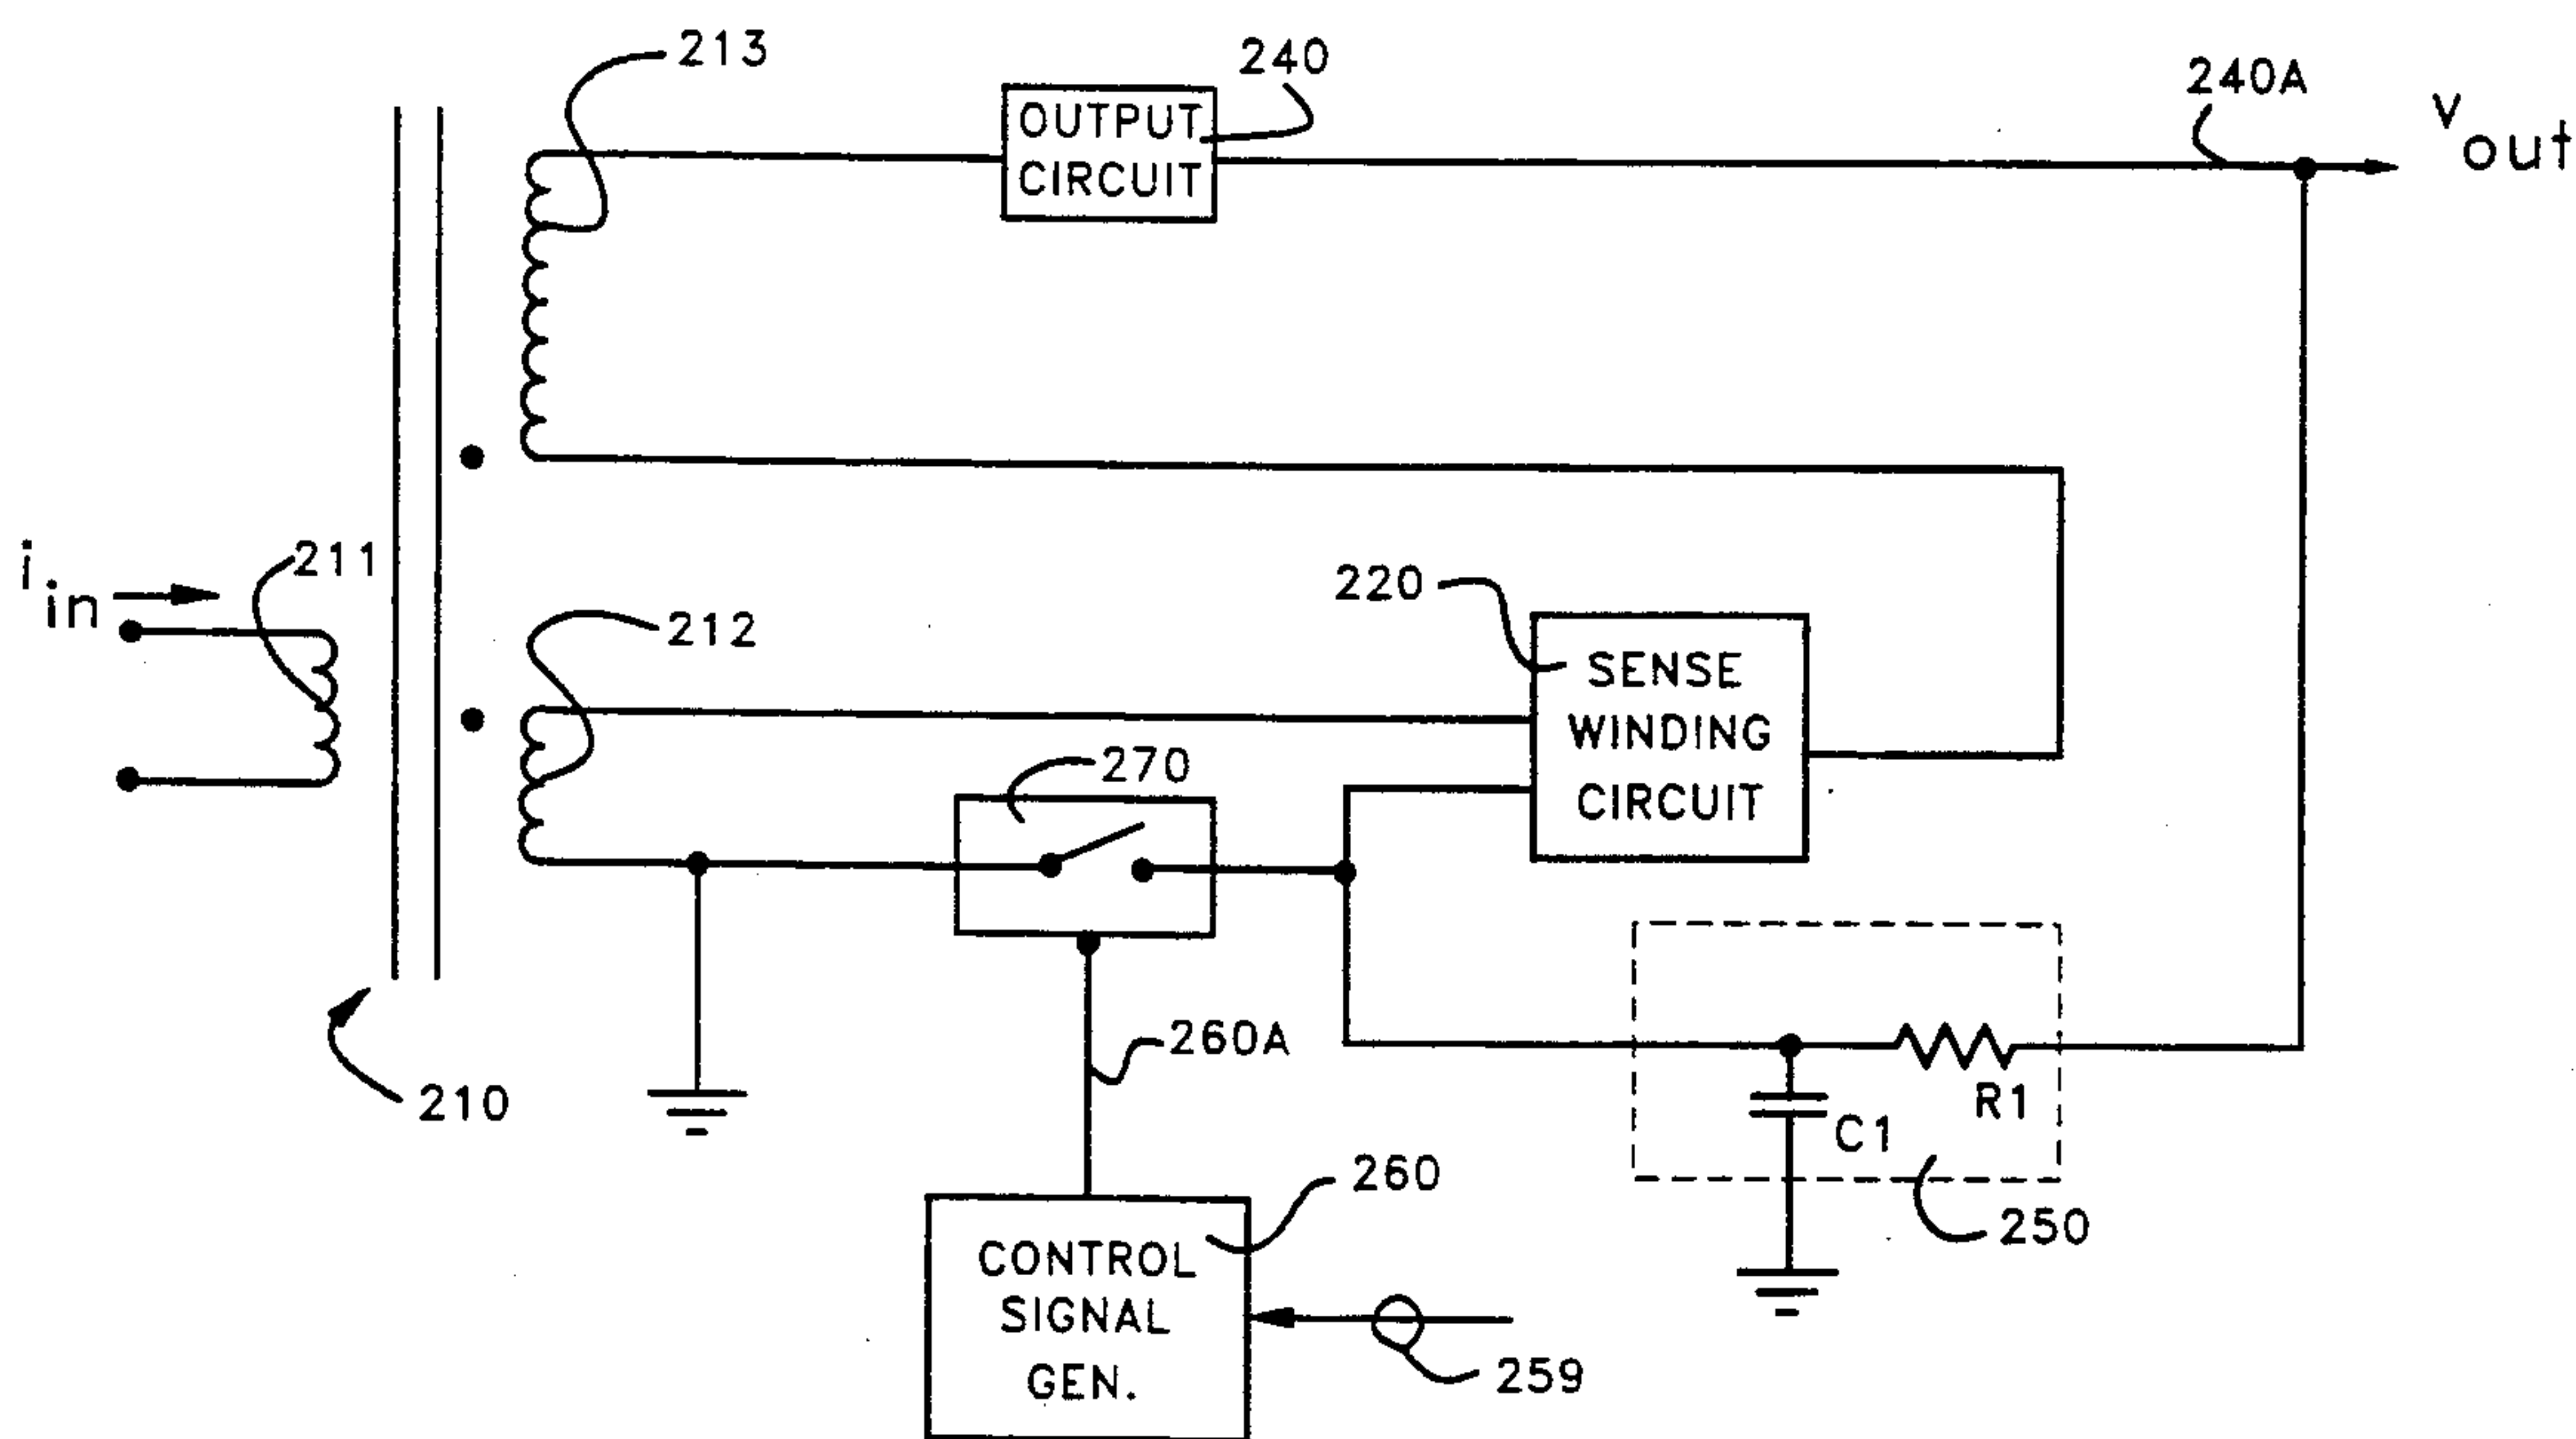 213
240
OUTPUT
CIRCUIT
240A
v out
i in
211
212
220
SENSE
WINDING
CIRCUIT
270
260A
210
R1
C1
250
260
CONTROL
SIGNAL
GEN.
259